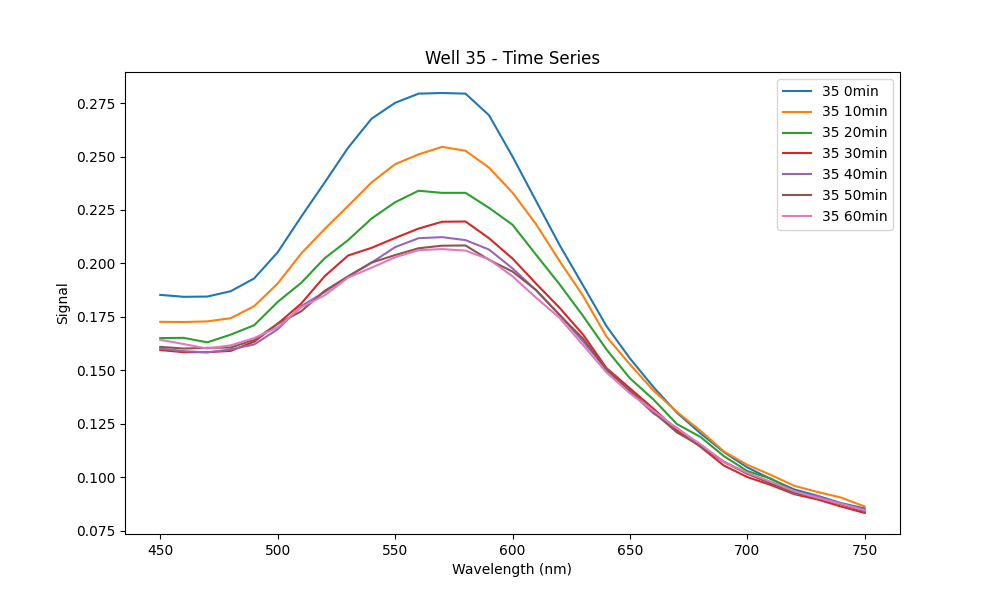 Well 35 - Time Series
Signal
0.275
0.250
0.225
0.200
0.175
0.150
0.125
0.100
0.075
35 0min
35 10min
35 20min
35 30min
35 40min
35 50min
35 60min
450 500 550 600 650 700 750
Wavelength (nm)